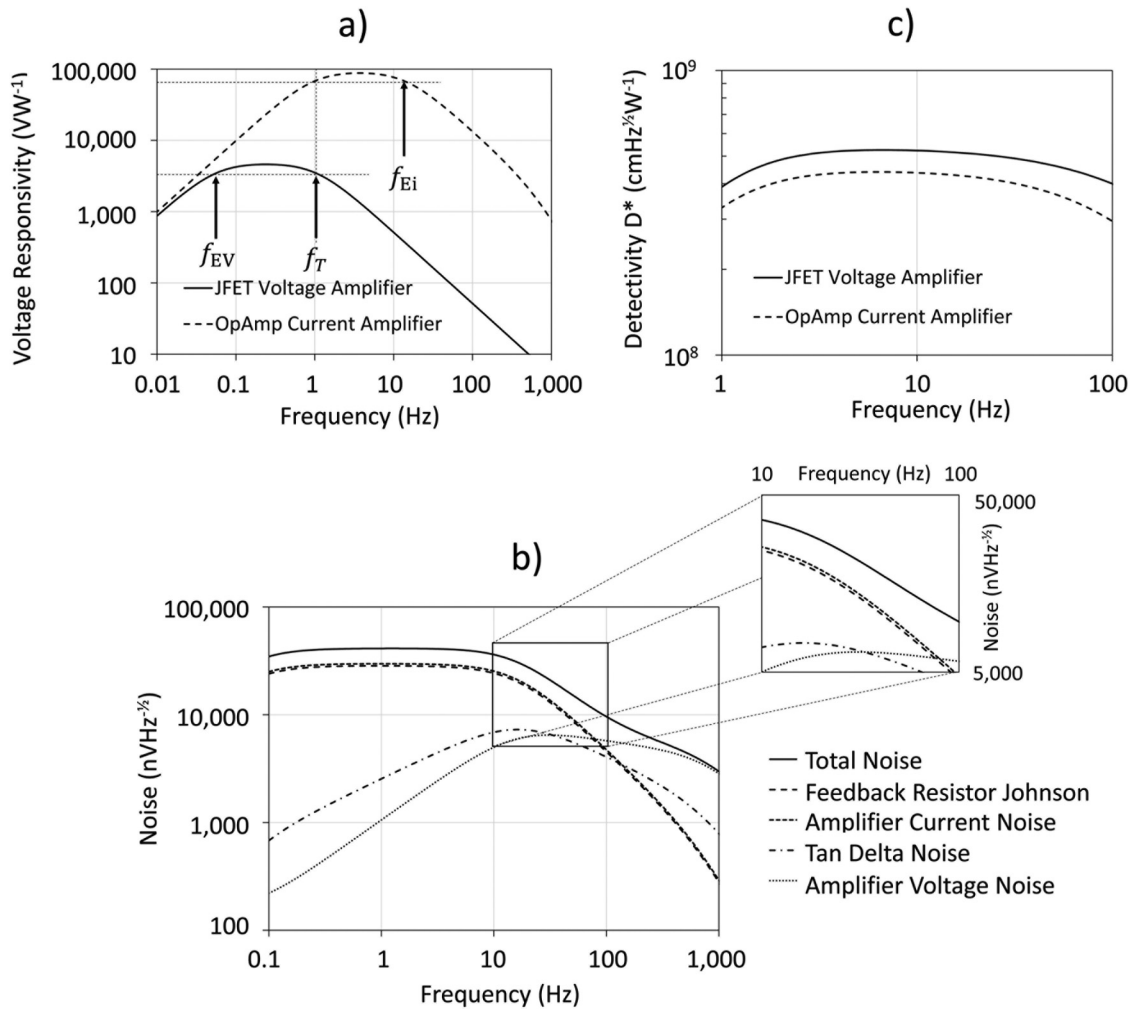 a)
Voltage Responsivity (VW⁻¹)
100,000
10,000
1,000
100
10
f_Ei
f_EV
f_T
JFET Voltage Amplifier
OpAmp Current Amplifier
0.01 0.1 1 10 100 1,000
Frequency (Hz)
c)
Detectivity D* (cmHz^½W⁻¹)
10⁹
10⁸
JFET Voltage Amplifier
OpAmp Current Amplifier
1 10 100
Frequency (Hz)
b)
Noise (nVHz^-½)
100,000
10,000
1,000
100
0.1 1 10 100 1,000
Frequency (Hz)
10 Frequency (Hz) 100
50,000
Noise (nVHz^-½)
5,000
Total Noise
Feedback Resistor Johnson
Amplifier Current Noise
Tan Delta Noise
Amplifier Voltage Noise